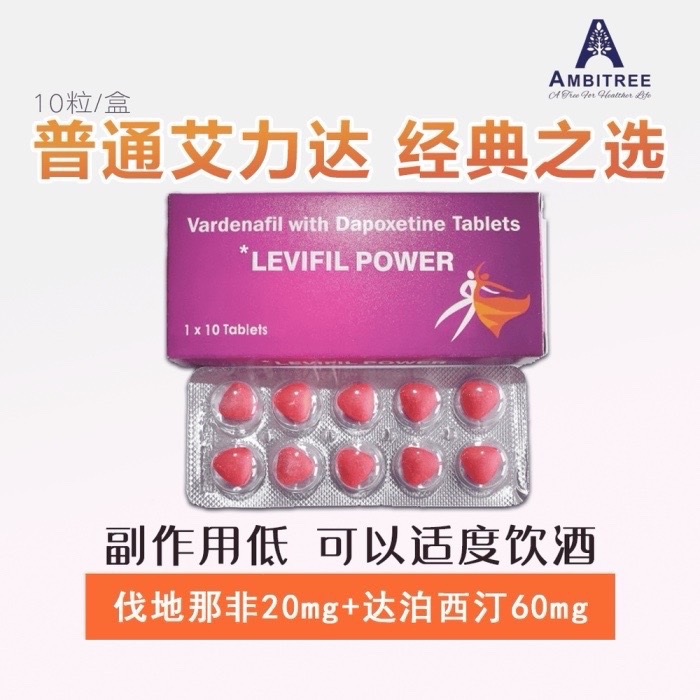 AMBITREE
A Tree For Healthier Life
10粒/盒
普通艾力达 经典之选
Vardenafil with Dapoxetine Tablets
*LEVIFIL POWER
1 x 10 Tablets
*LEVIFIL POWER
副作用低 可以适度饮酒
伐地那非20mg+达泊西汀60mg